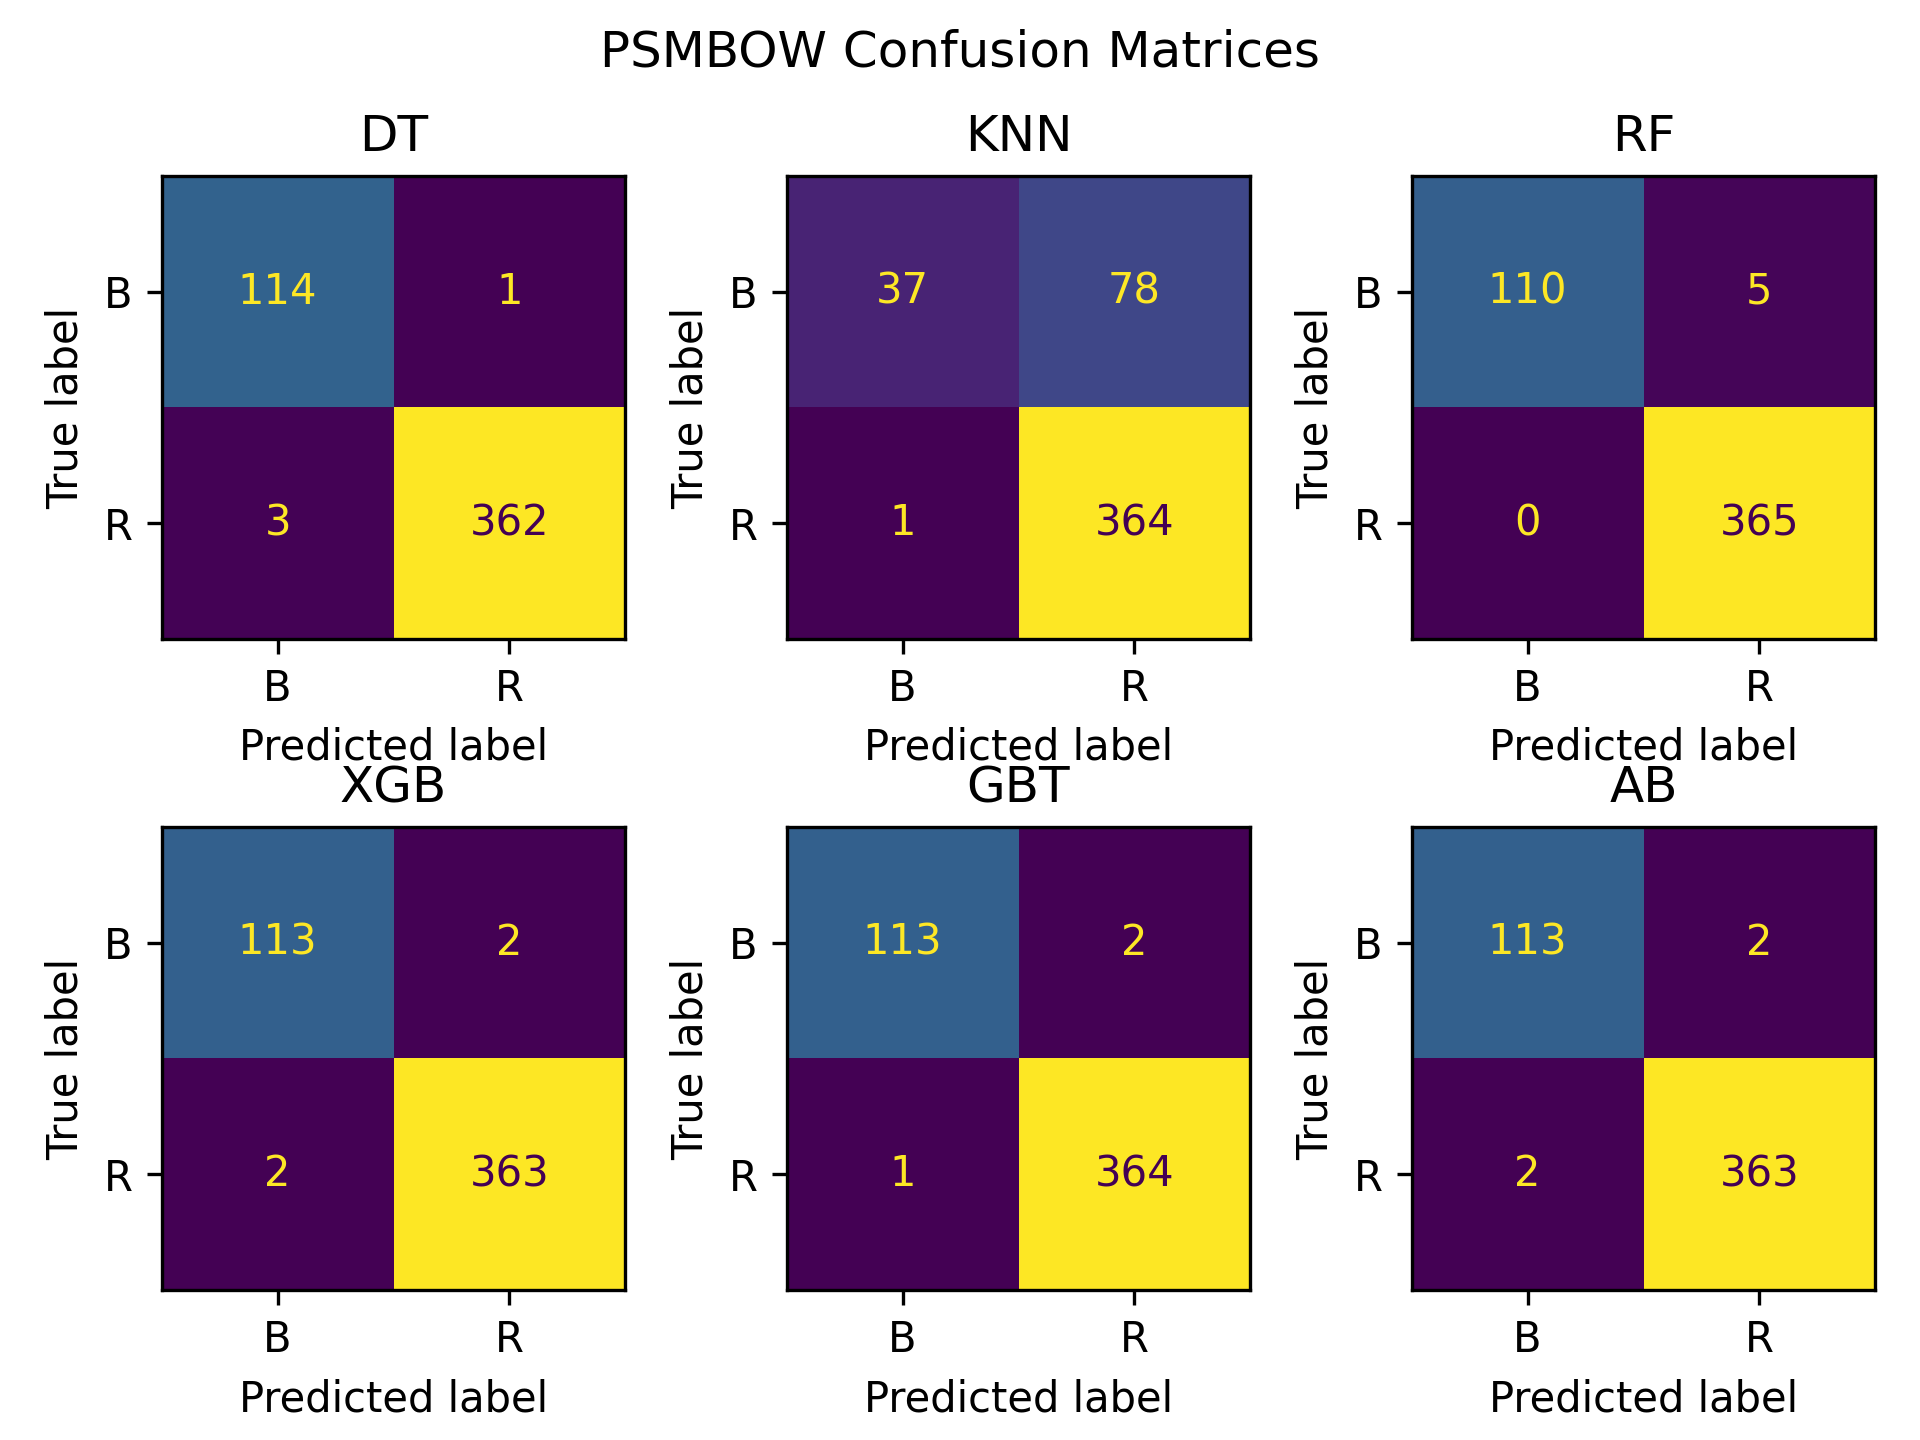 PSMBOW Confusion Matrices
DT
True label
B
114
1
R
3
362
B
R
Predicted label
KNN
True label
B
37
78
R
1
364
B
R
Predicted label
RF
True label
B
110
5
R
0
365
B
R
Predicted label
XGB
True label
B
113
2
R
2
363
B
R
Predicted label
GBT
True label
B
113
2
R
1
364
B
R
Predicted label
AB
True label
B
113
2
R
2
363
B
R
Predicted label